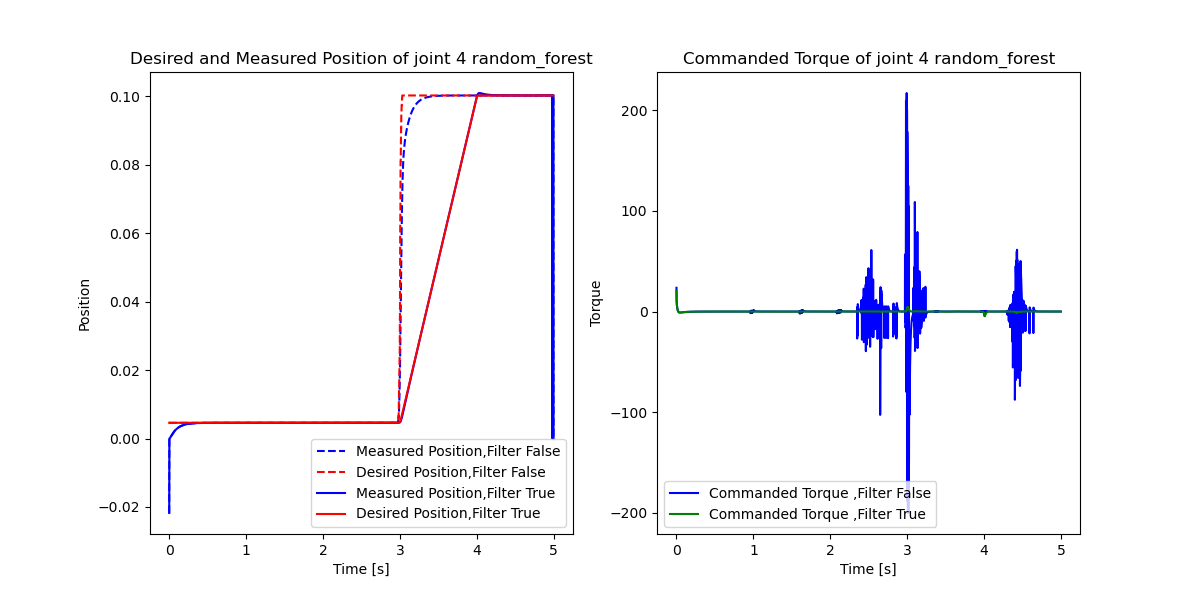 Desired and Measured Position of joint 4 random_forest
Position
0.10
0.08
0.06
0.04
0.02
0.00
−0.02
Measured Position,Filter False
Desired Position,Filter False
Measured Position,Filter True
Desired Position,Filter True
0 1 2 3 4 5
Time [s]
Commanded Torque of joint 4 random_forest
Torque
200
100
0
−100
−200
Commanded Torque ,Filter False
Commanded Torque ,Filter True
0 1 2 3 4 5
Time [s]